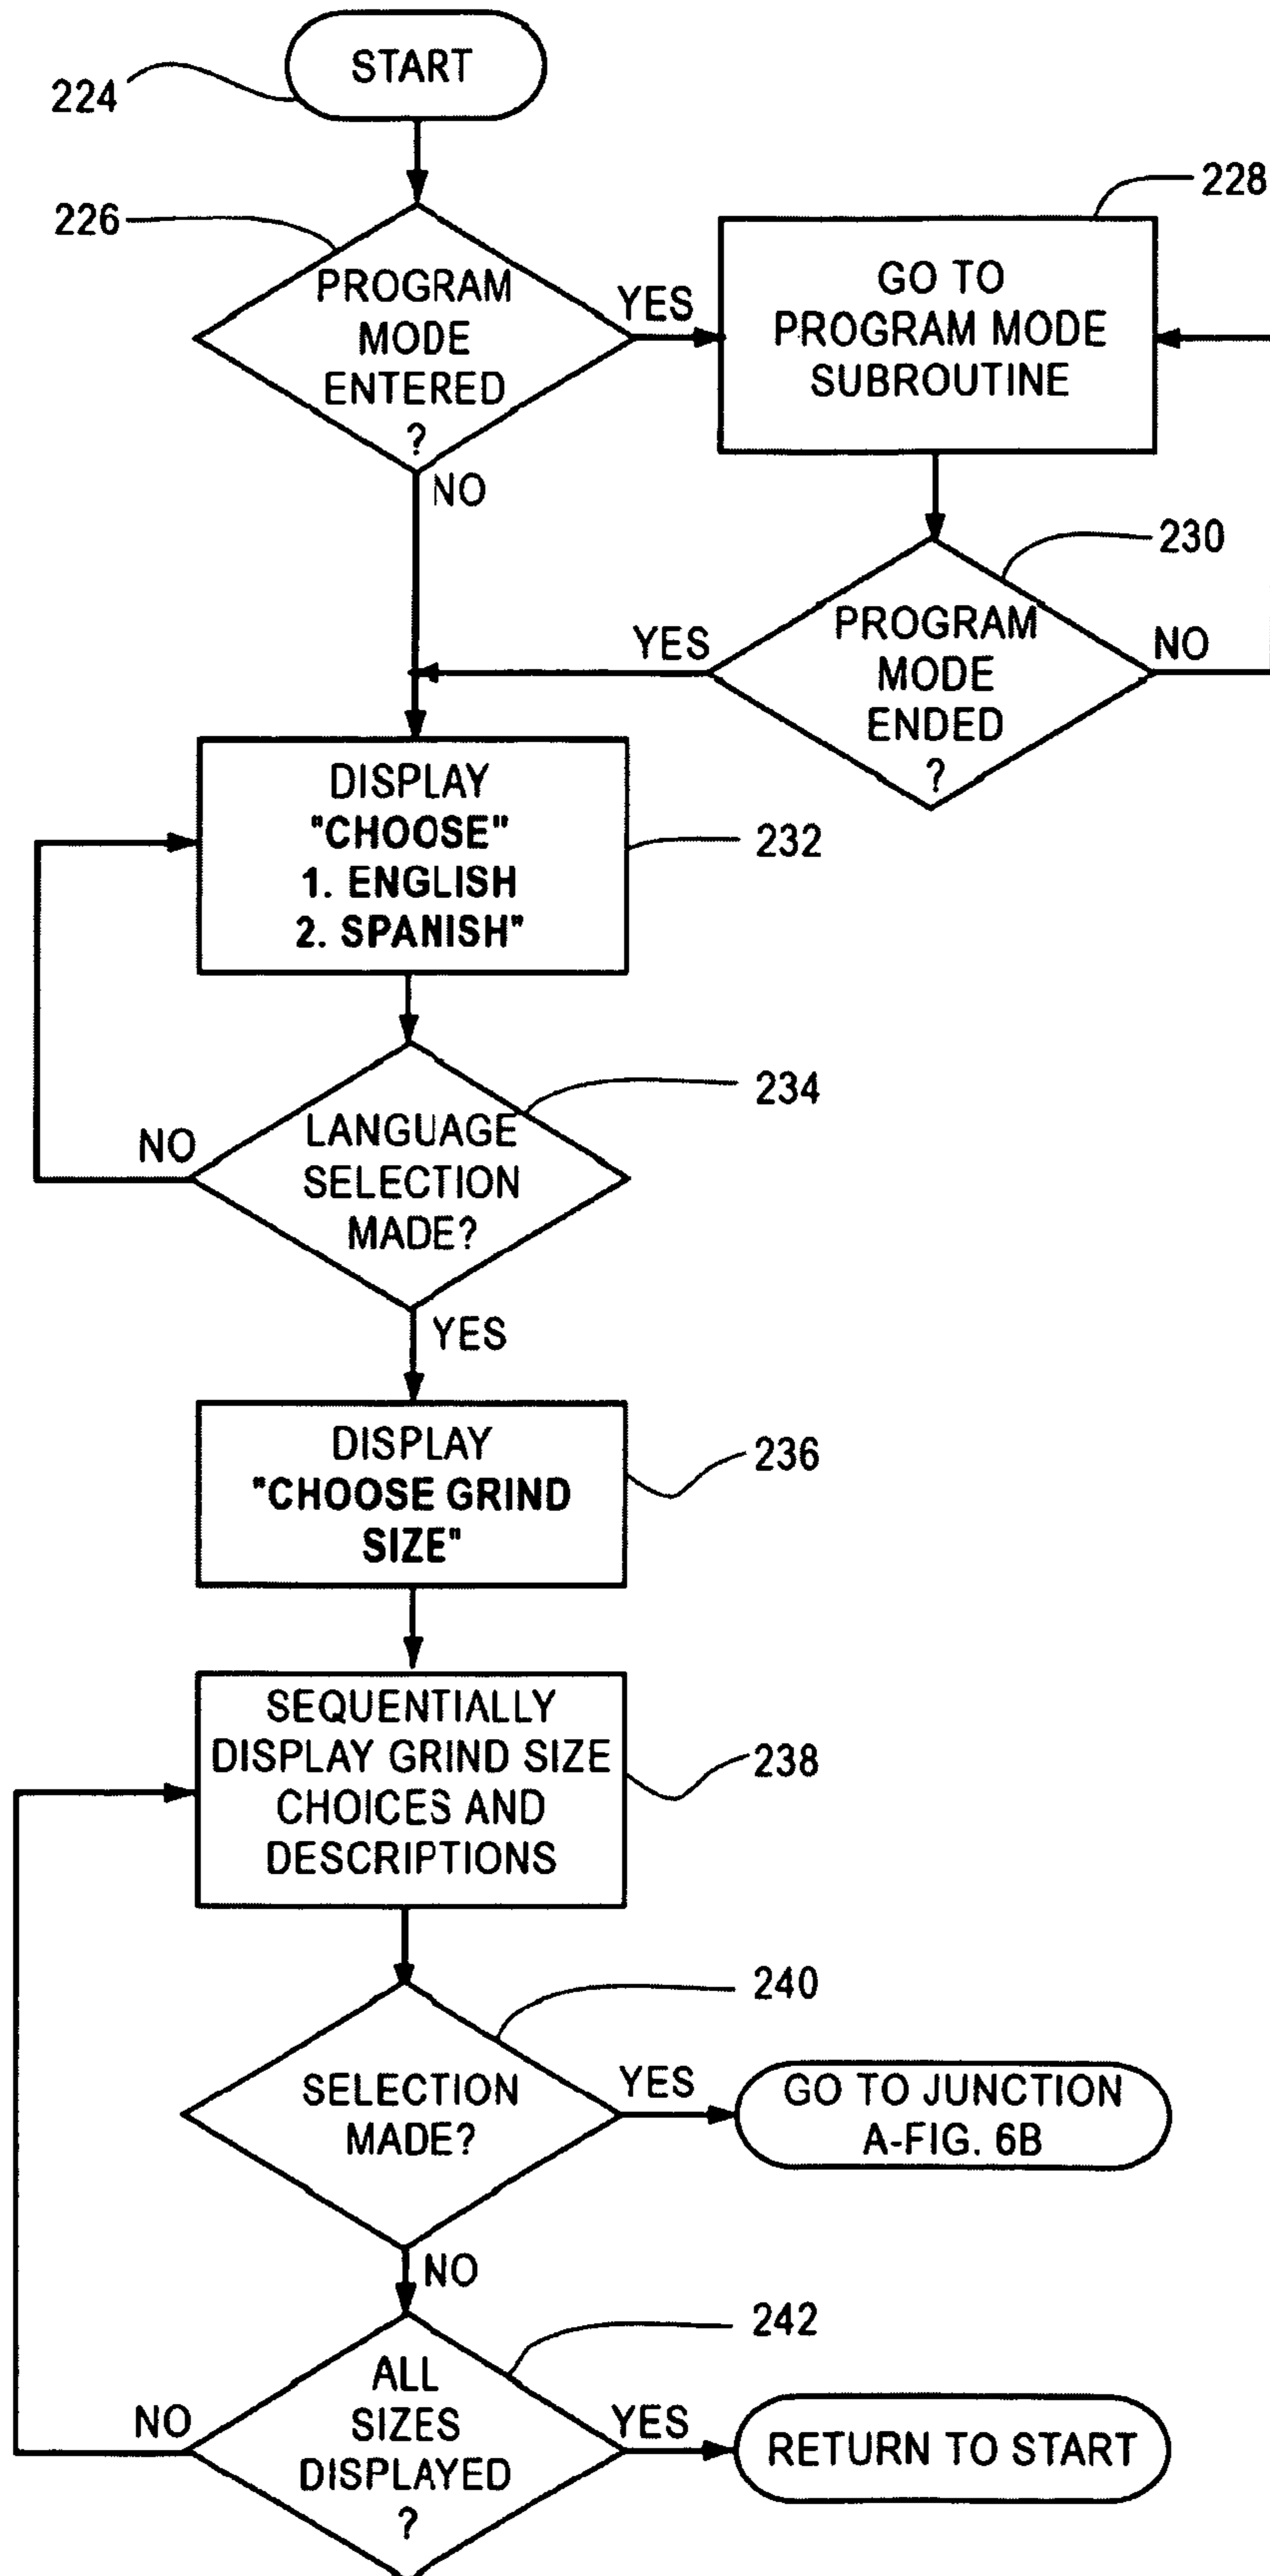 START
224
226
PROGRAM
MODE
ENTERED
?
YES
NO
228
GO TO
PROGRAM MODE
SUBROUTINE
230
PROGRAM
MODE
ENDED
?
YES
NO
DISPLAY
"CHOOSE"
1. ENGLISH
2. SPANISH"
232
234
LANGUAGE
SELECTION
MADE?
NO
YES
DISPLAY
"CHOOSE GRIND
SIZE"
236
SEQUENTIALLY
DISPLAY GRIND SIZE
CHOICES AND
DESCRIPTIONS
238
240
SELECTION
MADE?
YES
GO TO JUNCTION
A-FIG. 6B
NO
242
ALL
SIZES
DISPLAYED
?
NO
YES
RETURN TO START